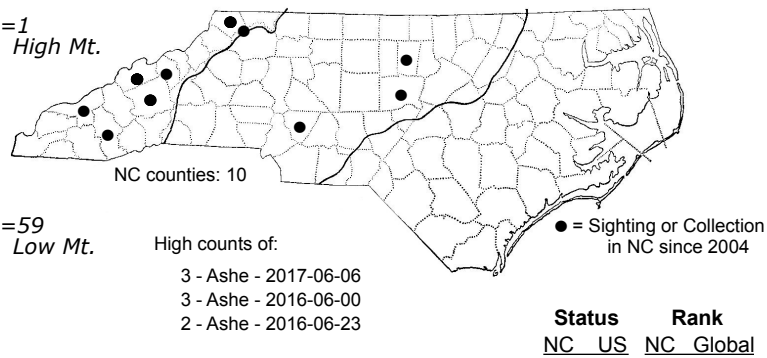 =1
High Mt.
NC counties: 10
=59
Low Mt.
High counts of:
3 - Ashe - 2017-06-06
3 - Ashe - 2016-06-00
2 - Ashe - 2016-06-23
● = Sighting or Collection
in NC since 2004
Status Rank
NC US NC Global